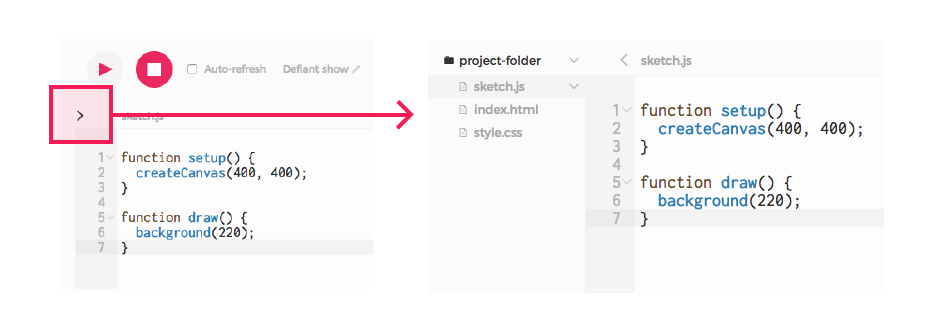 Auto-refresh Defiant show
sketch.js
1 function setup() {
2 createCanvas(400, 400);
3 }
4
5 function draw() {
6 background(220);
7 }
project-folder
sketch.js
index.html
style.css
sketch.js
1 function setup() {
2 createCanvas(400, 400);
3 }
4
5 function draw() {
6 background(220);
7 }